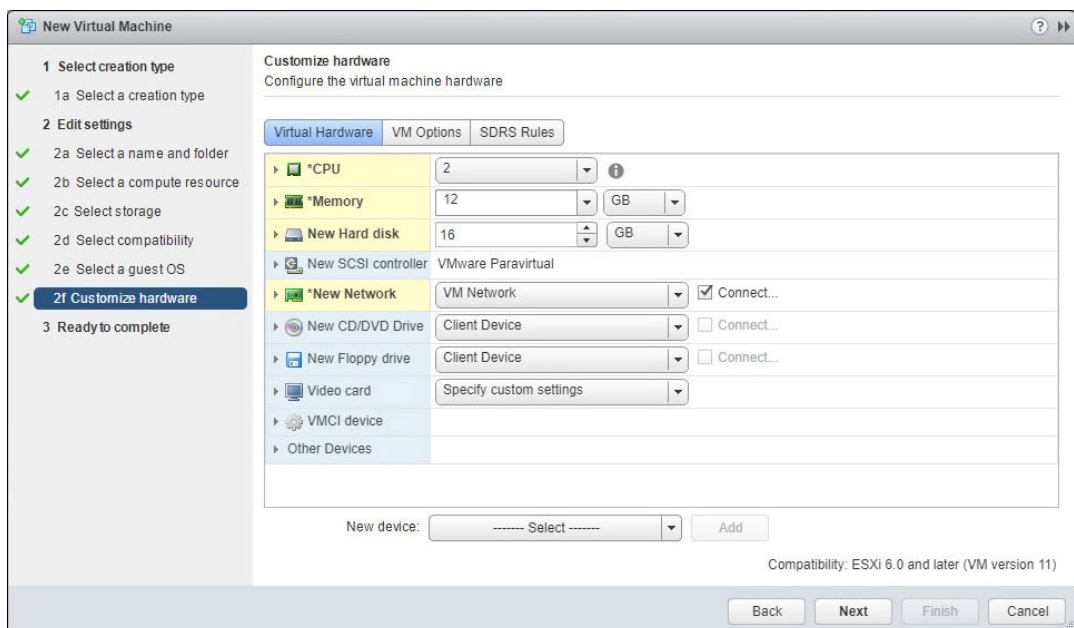 New Virtual Machine
1 Select creation type
1a Select a creation type
2 Edit settings
2a Select a name and folder
2b Select a compute resource
2c Select storage
2d Select compatibility
2e Select a guest OS
2f Customize hardware
3 Ready to complete
Customize hardware
Configure the virtual machine hardware
Virtual Hardware VM Options SDRS Rules
*CPU 2
*Memory 12 GB
New Hard disk 16 GB
New SCSI controller VMware Paravirtual
*New Network VM Network Connect...
New CD/DVD Drive Client Device Connect...
New Floppy drive Client Device Connect...
Video card Specify custom settings
VMCI device
Other Devices
New device: ------- Select ------- Add
Compatibility: ESXi 6.0 and later (VM version 11)
Back Next Finish Cancel